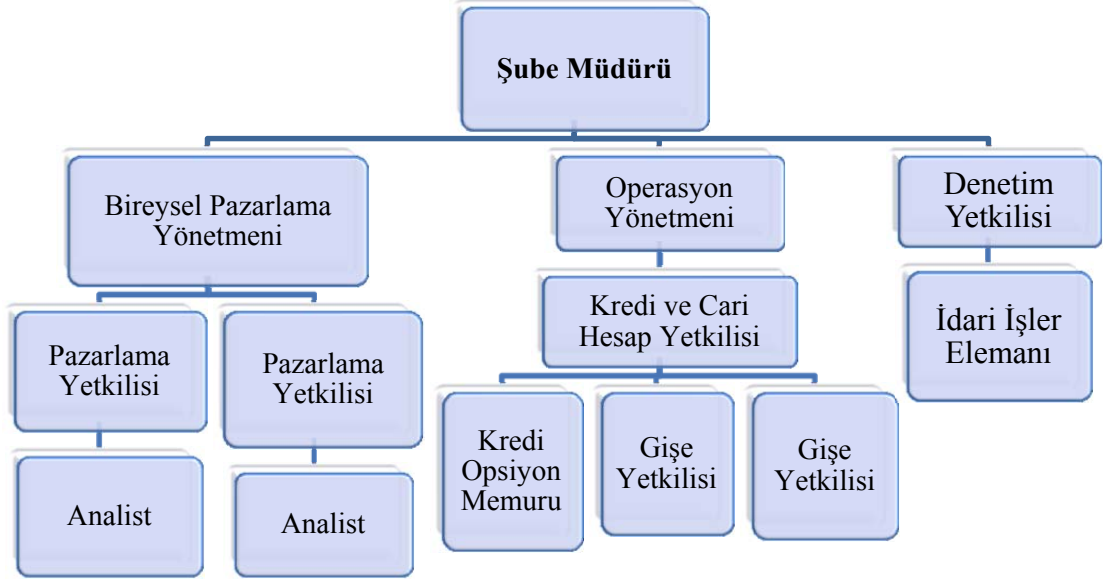 Şube Müdürü
Bireysel Pazarlama
Yönetmeni
Operasyon
Yönetmeni
Denetim
Yetkilisi
Pazarlama
Yetkilisi
Pazarlama
Yetkilisi
Kredi ve Cari
Hesap Yetkilisi
İdari İşler
Elemanı
Analist
Analist
Kredi
Opsiyon
Memuru
Gişe
Yetkilisi
Gişe
Yetkilisi